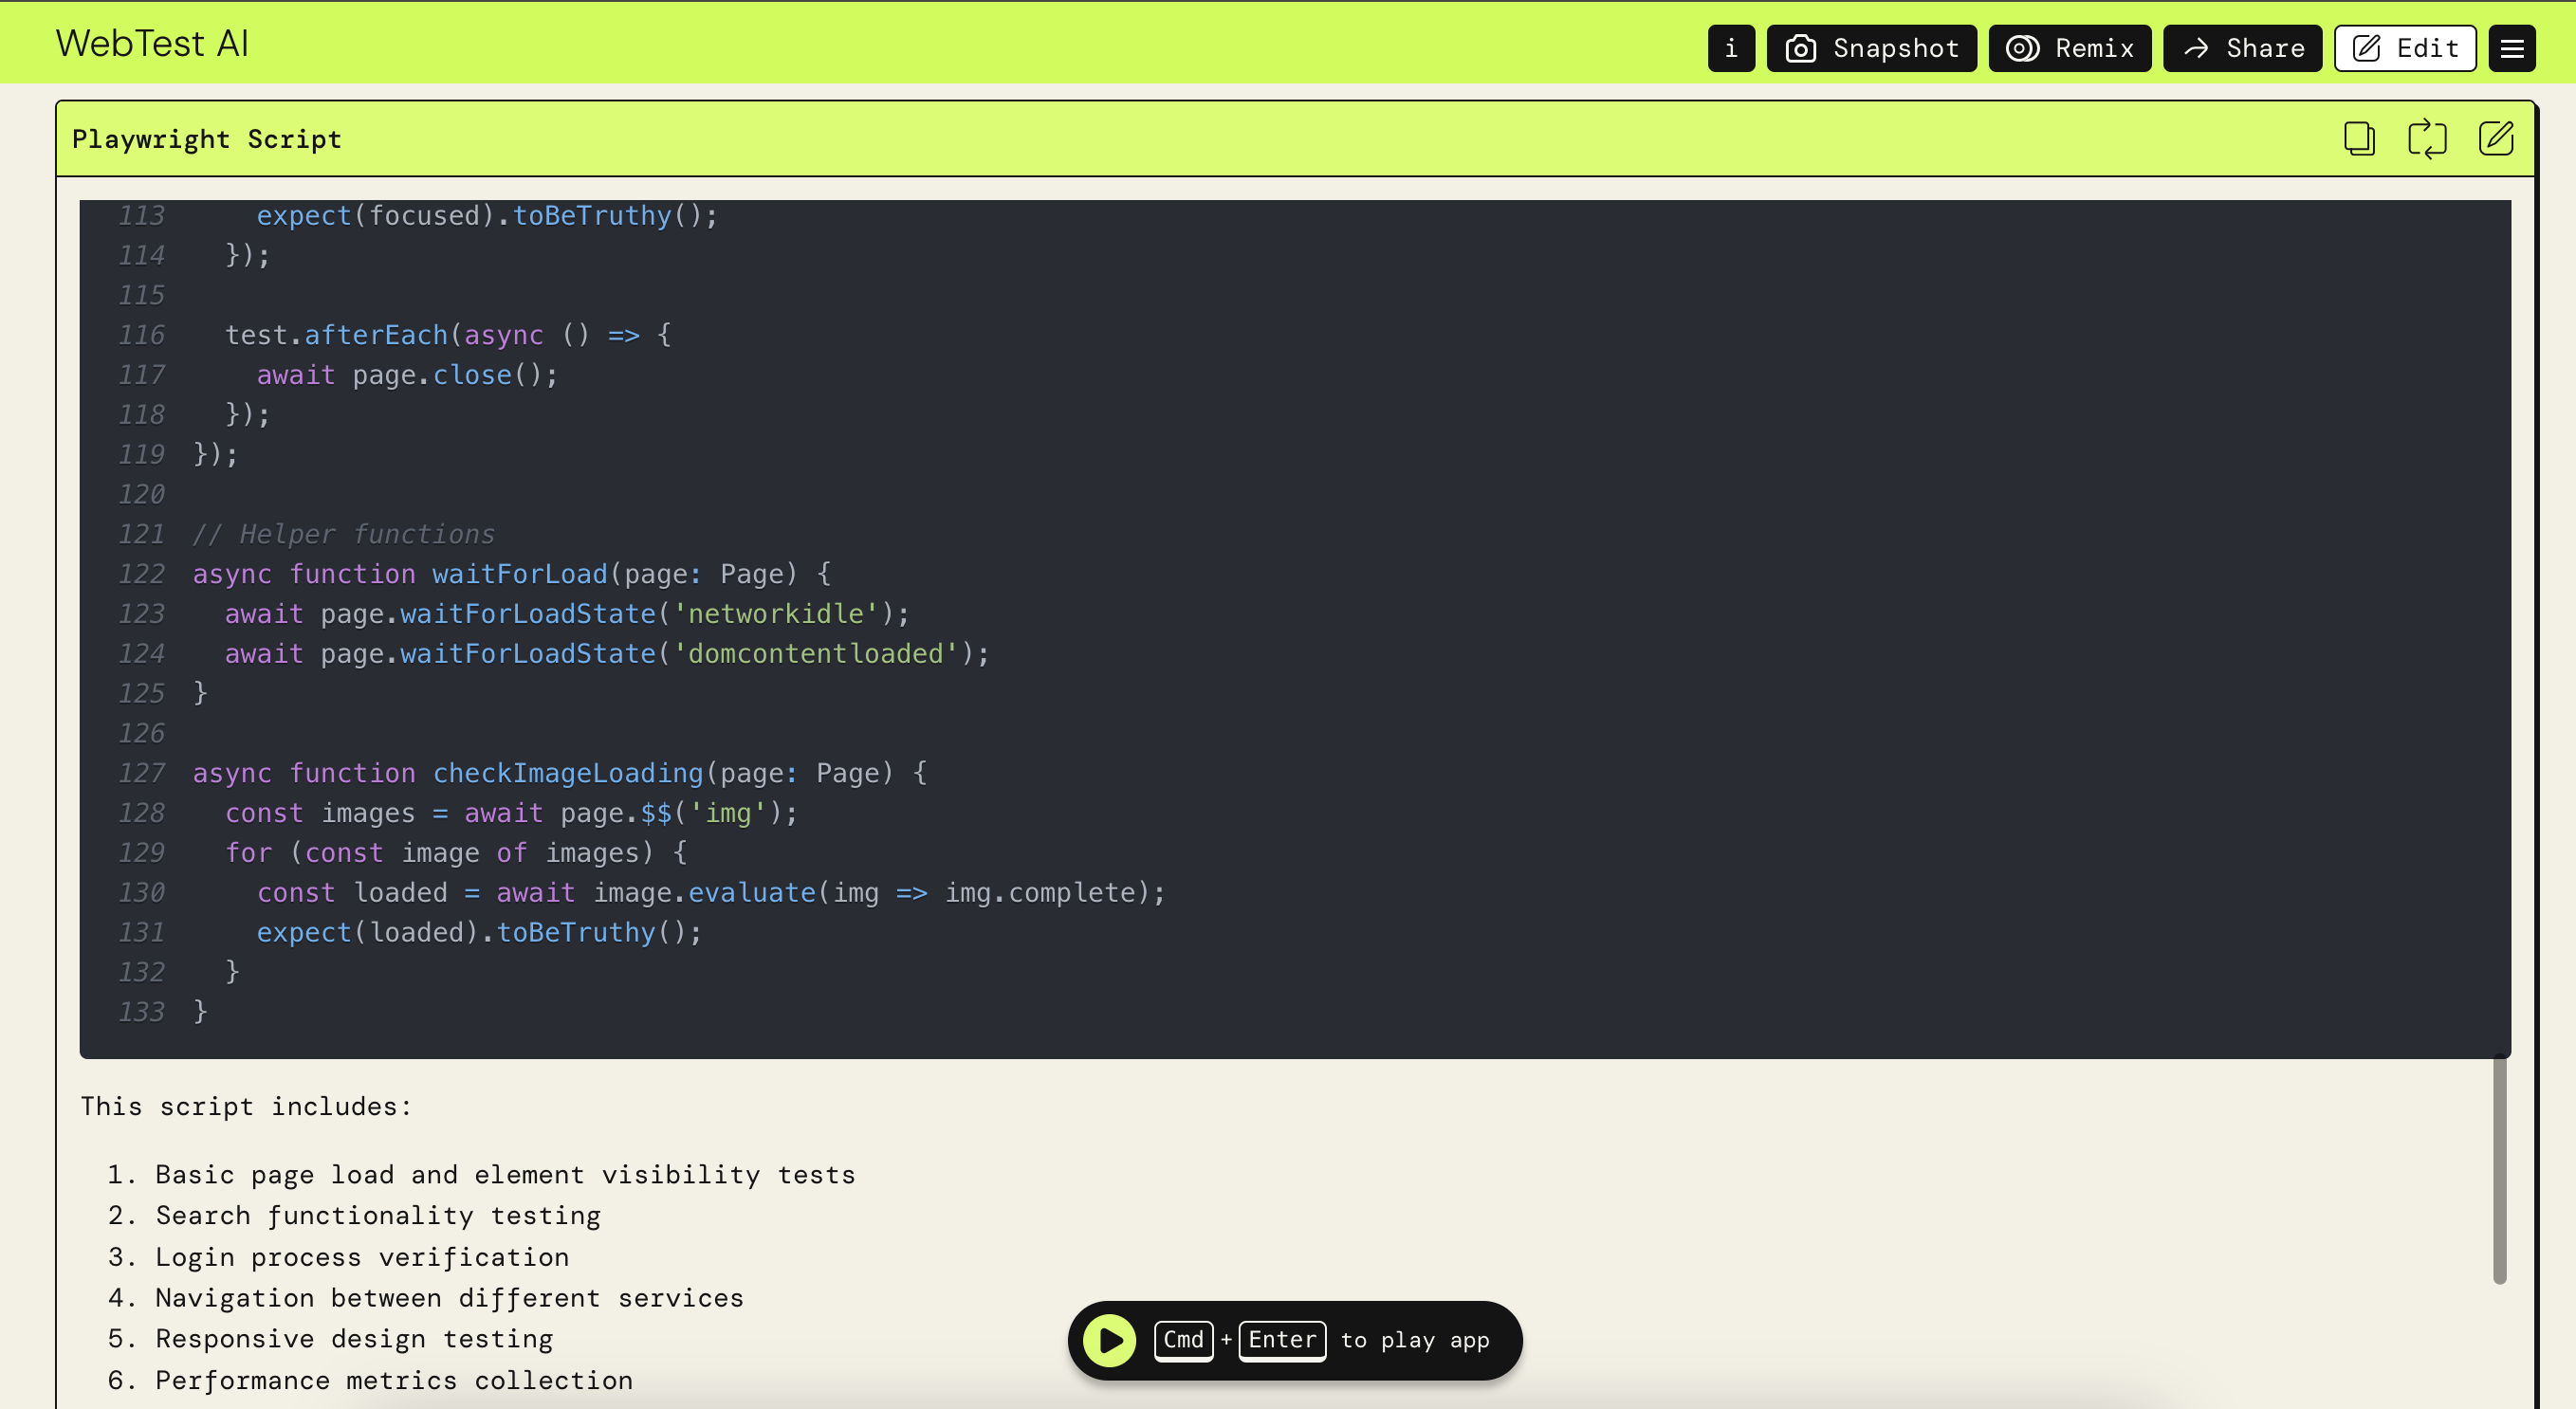 WebTest AI
i
Snapshot
Remix
Share
Edit
Playwright Script
113     expect(focused).toBeTruthy();
114   });
115
116   test.afterEach(async () => {
117     await page.close();
118   });
119 });
120
121 // Helper functions
122 async function waitForLoad(page: Page) {
123   await page.waitForLoadState('networkidle');
124   await page.waitForLoadState('domcontentloaded');
125 }
126
127 async function checkImageLoading(page: Page) {
128   const images = await page.$$('img');
129   for (const image of images) {
130     const loaded = await image.evaluate(img => img.complete);
131     expect(loaded).toBeTruthy();
132   }
133 }
This script includes:
1. Basic page load and element visibility tests
2. Search functionality testing
3. Login process verification
4. Navigation between different services
5. Responsive design testing
6. Performance metrics collection
Cmd + Enter to play app